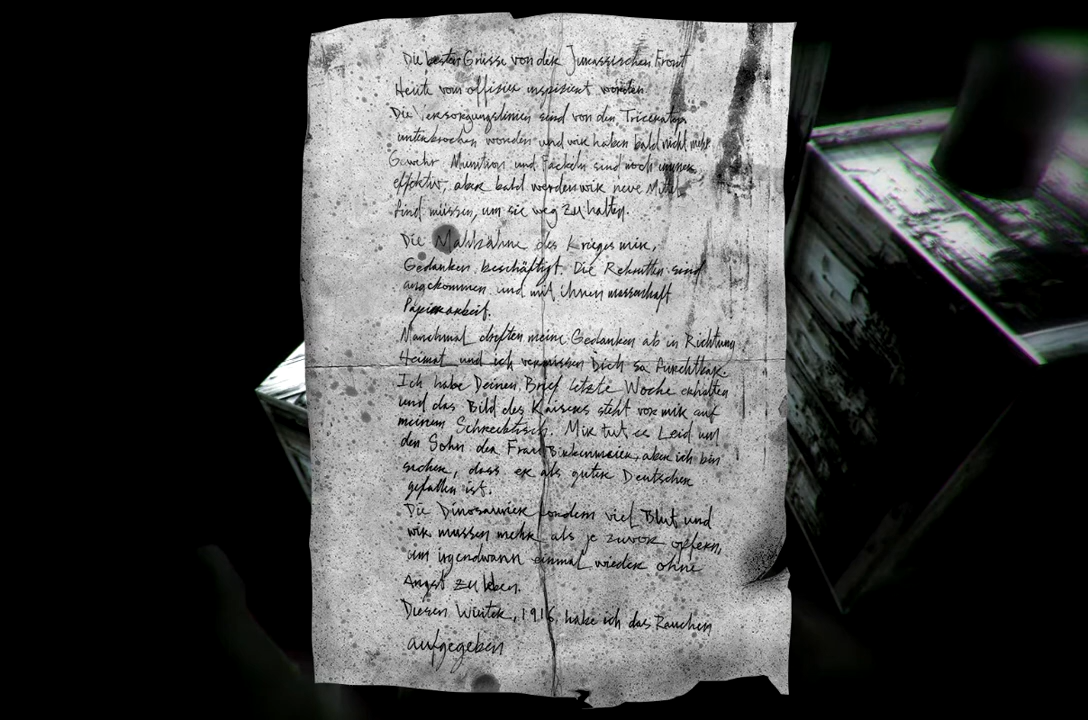 Die besten Grüsse von der Jurassischen Front
Heute vom offizier inspiziert worden
Die Versorgungslinien sind von den Triceratops
unterbrochen worden und wir haben bald nicht mehr
Gewehr Munition und Fackeln sind noch immer,
effektiv, aber bald werden wir neue Mittel
find müssen, um sie weg zu halten.
Die Mahlzähne des Krieges mir,
Gedanken beschäftigt. Die Rekruten sind
angekommen und mit ihnen massenhaft
Papierarbeit.
Manchmal driften meine Gedanken ab in Richtung
Heimat und ich vermissen Dich so furchtbar.
Ich habe Deinen Brief letzte Woche erhalten
und das Bild des Kaisers steht vor mir auf
meinem Schreibtisch. Mir tut es Leid um
den Sohn der Frau Birkenmeier, aber ich bin
sicher, dass er als guter Deutscher
gefallen ist.
Die Dinosaurier fordern viel Blut und
wir mussen mehr als je zuvor opfern,
um irgendwann einmal wieder ohne
Angst zu leben.
Diesen Winter, 1916, habe ich das Rauchen
aufgegeben